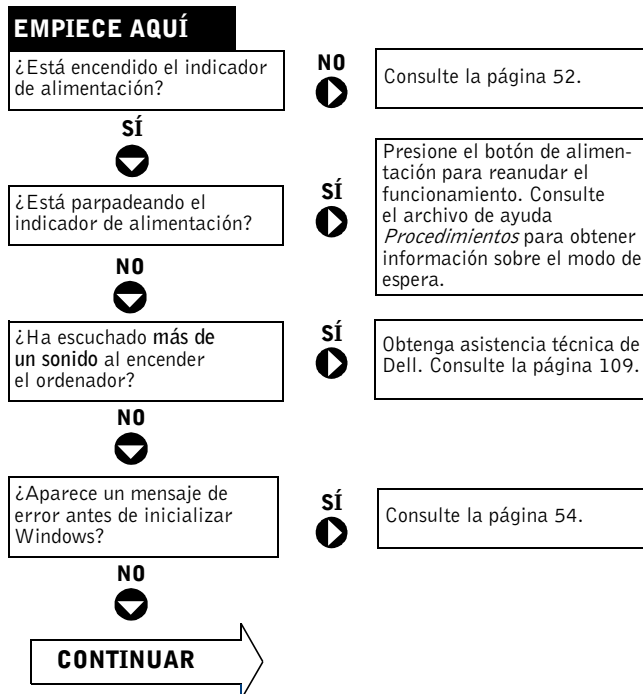 EMPIECE AQUÍ
¿Está encendido el indicador
de alimentación?
NO
Consulte la página 52.
SÍ
¿Está parpadeando el
indicador de alimentación?
SÍ
Presione el botón de alimen-
tación para reanudar el
funcionamiento. Consulte
el archivo de ayuda
Procedimientos para obtener
información sobre el modo de
espera.
NO
¿Ha escuchado más de
un sonido al encender
el ordenador?
SÍ
Obtenga asistencia técnica de
Dell. Consulte la página 109.
NO
¿Aparece un mensaje de
error antes de inicializar
Windows?
SÍ
Consulte la página 54.
NO
CONTINUAR